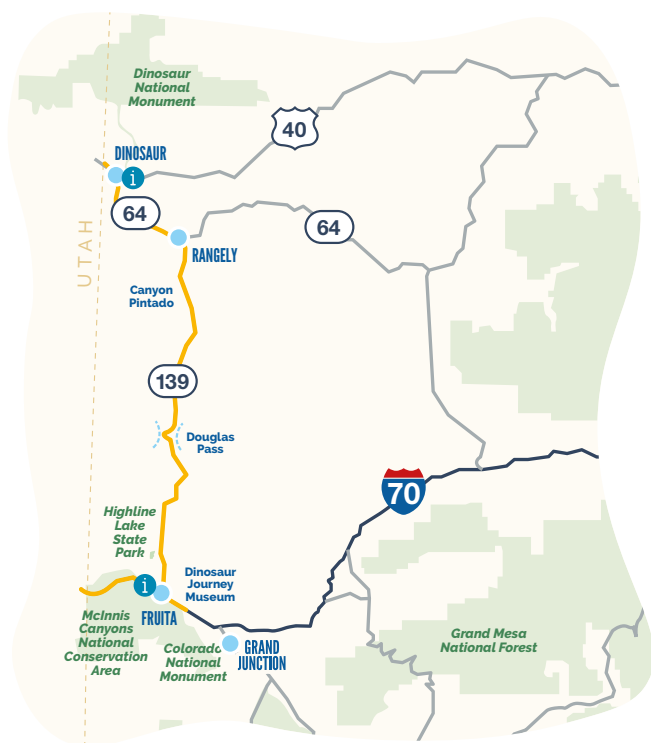 Dinosaur
National
Monument
40
DINOSAUR
i
64
64
RANGELY
UTAH
Canyon
Pintado
139
Douglas
Pass
70
Highline
Lake
State
Park
Dinosaur
Journey
Museum
i
FRUITA
McInnis
Canyons
National
Conservation
Area
Colorado
National
Monument
GRAND
JUNCTION
Grand Mesa
National Forest